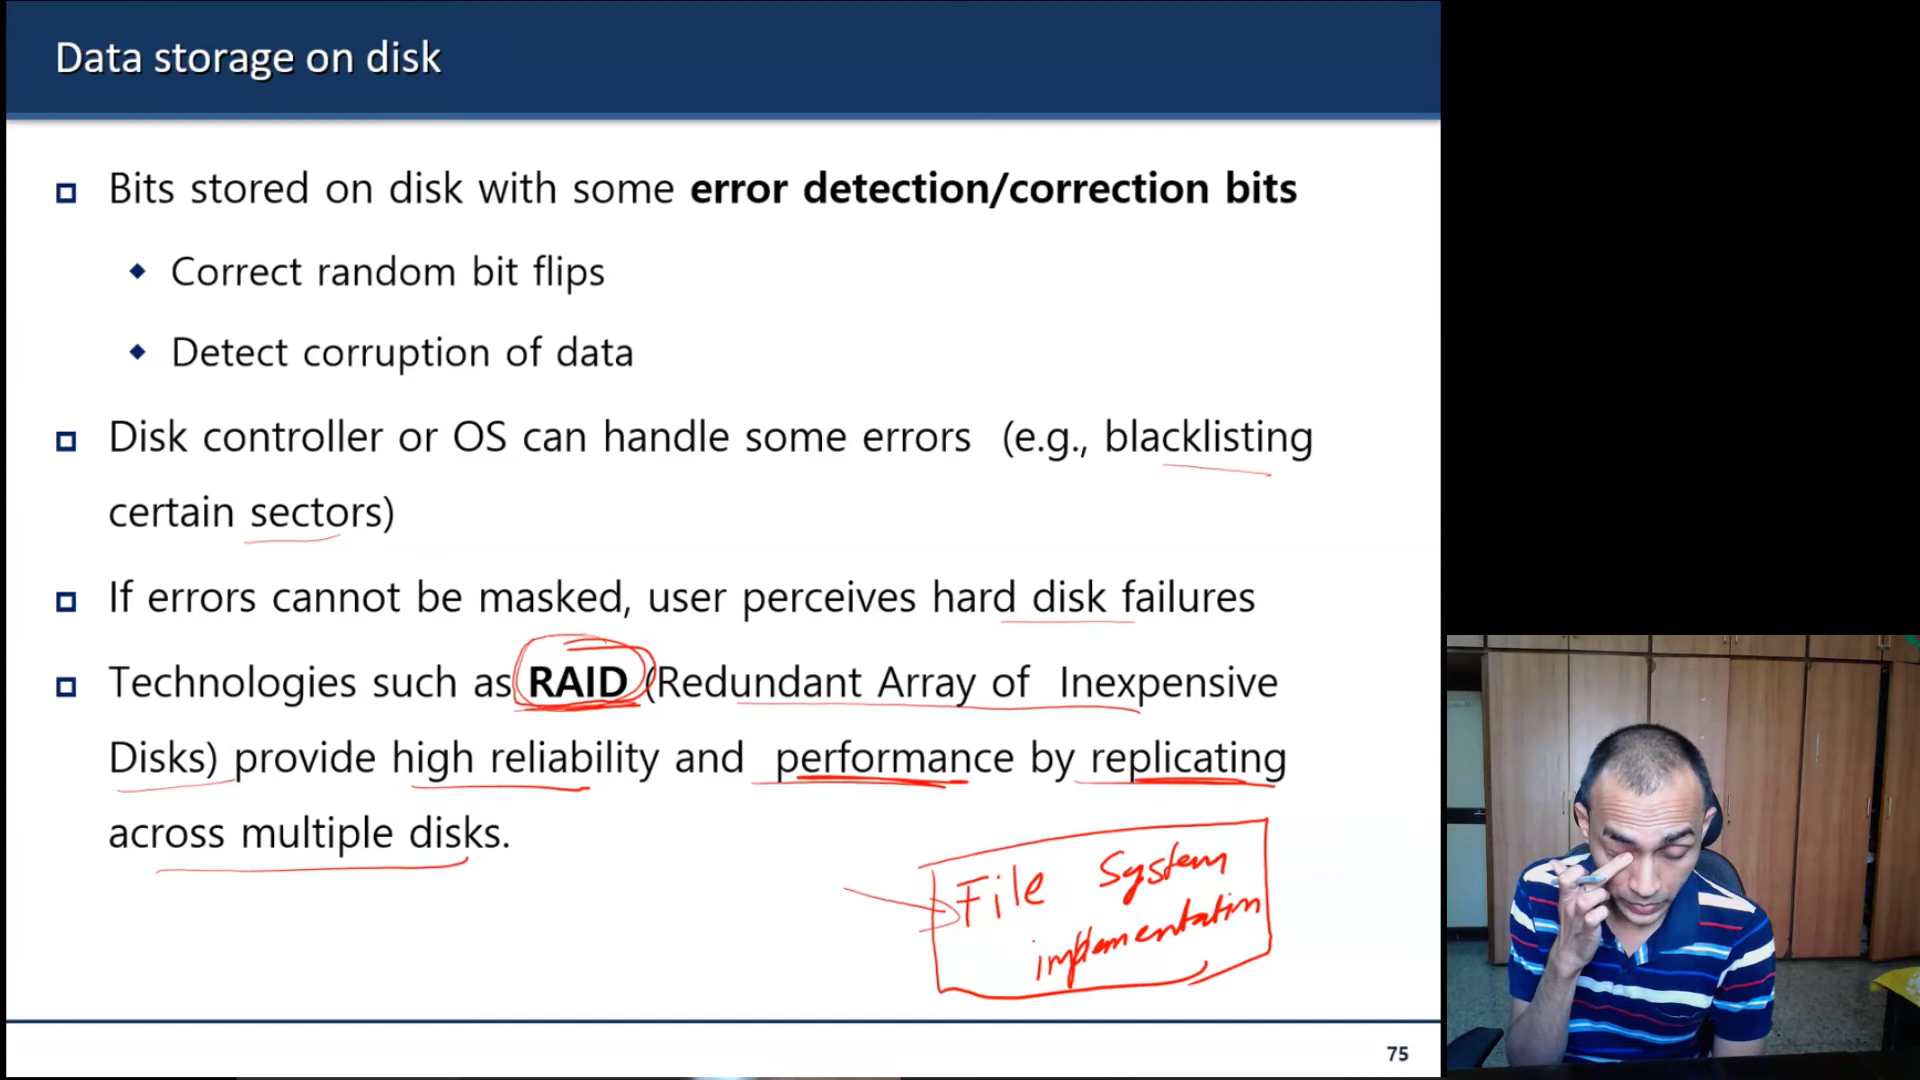 Data storage on disk
Bits stored on disk with some error detection/correction bits
Correct random bit flips
Detect corruption of data
Disk controller or OS can handle some errors (e.g., blacklisting
certain sectors)
If errors cannot be masked, user perceives hard disk failures
Technologies such as RAID (Redundant Array of Inexpensive
Disks) provide high reliability and performance by replicating
across multiple disks.
File System
implementation
75